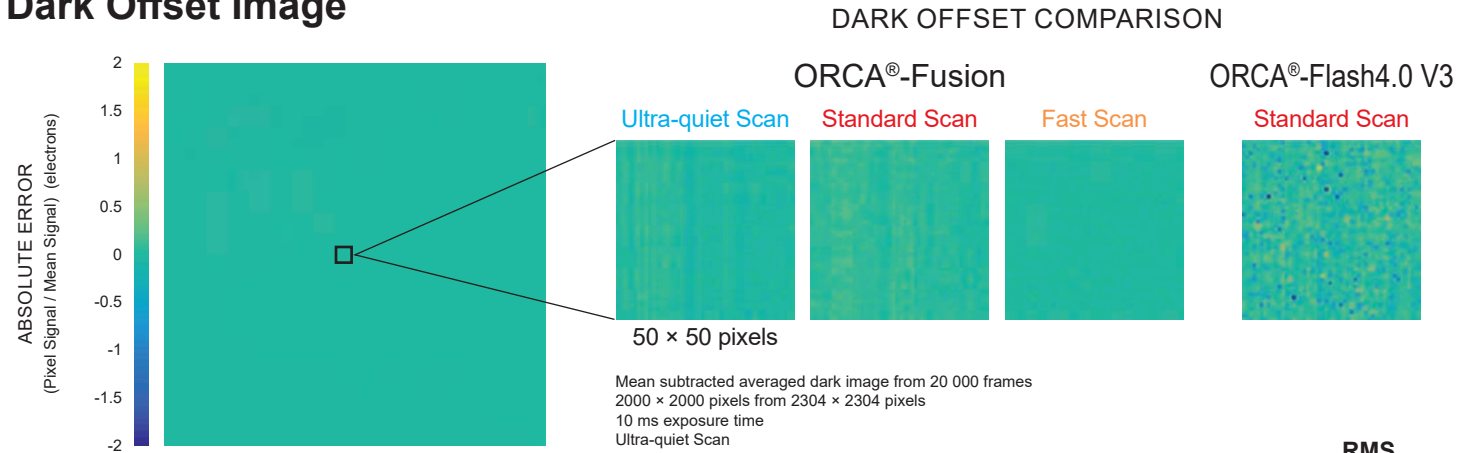 Dark Offset Image
DARK OFFSET COMPARISON
ORCA®-Fusion
ORCA®-Flash4.0 V3
Ultra-quiet Scan
Standard Scan
Fast Scan
Standard Scan
ABSOLUTE ERROR
(Pixel Signal / Mean Signal) (electrons)
2
1.5
1
0.5
0
-0.5
-1
-1.5
-2
50 × 50 pixels
Mean subtracted averaged dark image from 20 000 frames
2000 × 2000 pixels from 2304 × 2304 pixels
10 ms exposure time
Ultra-quiet Scan
RMS